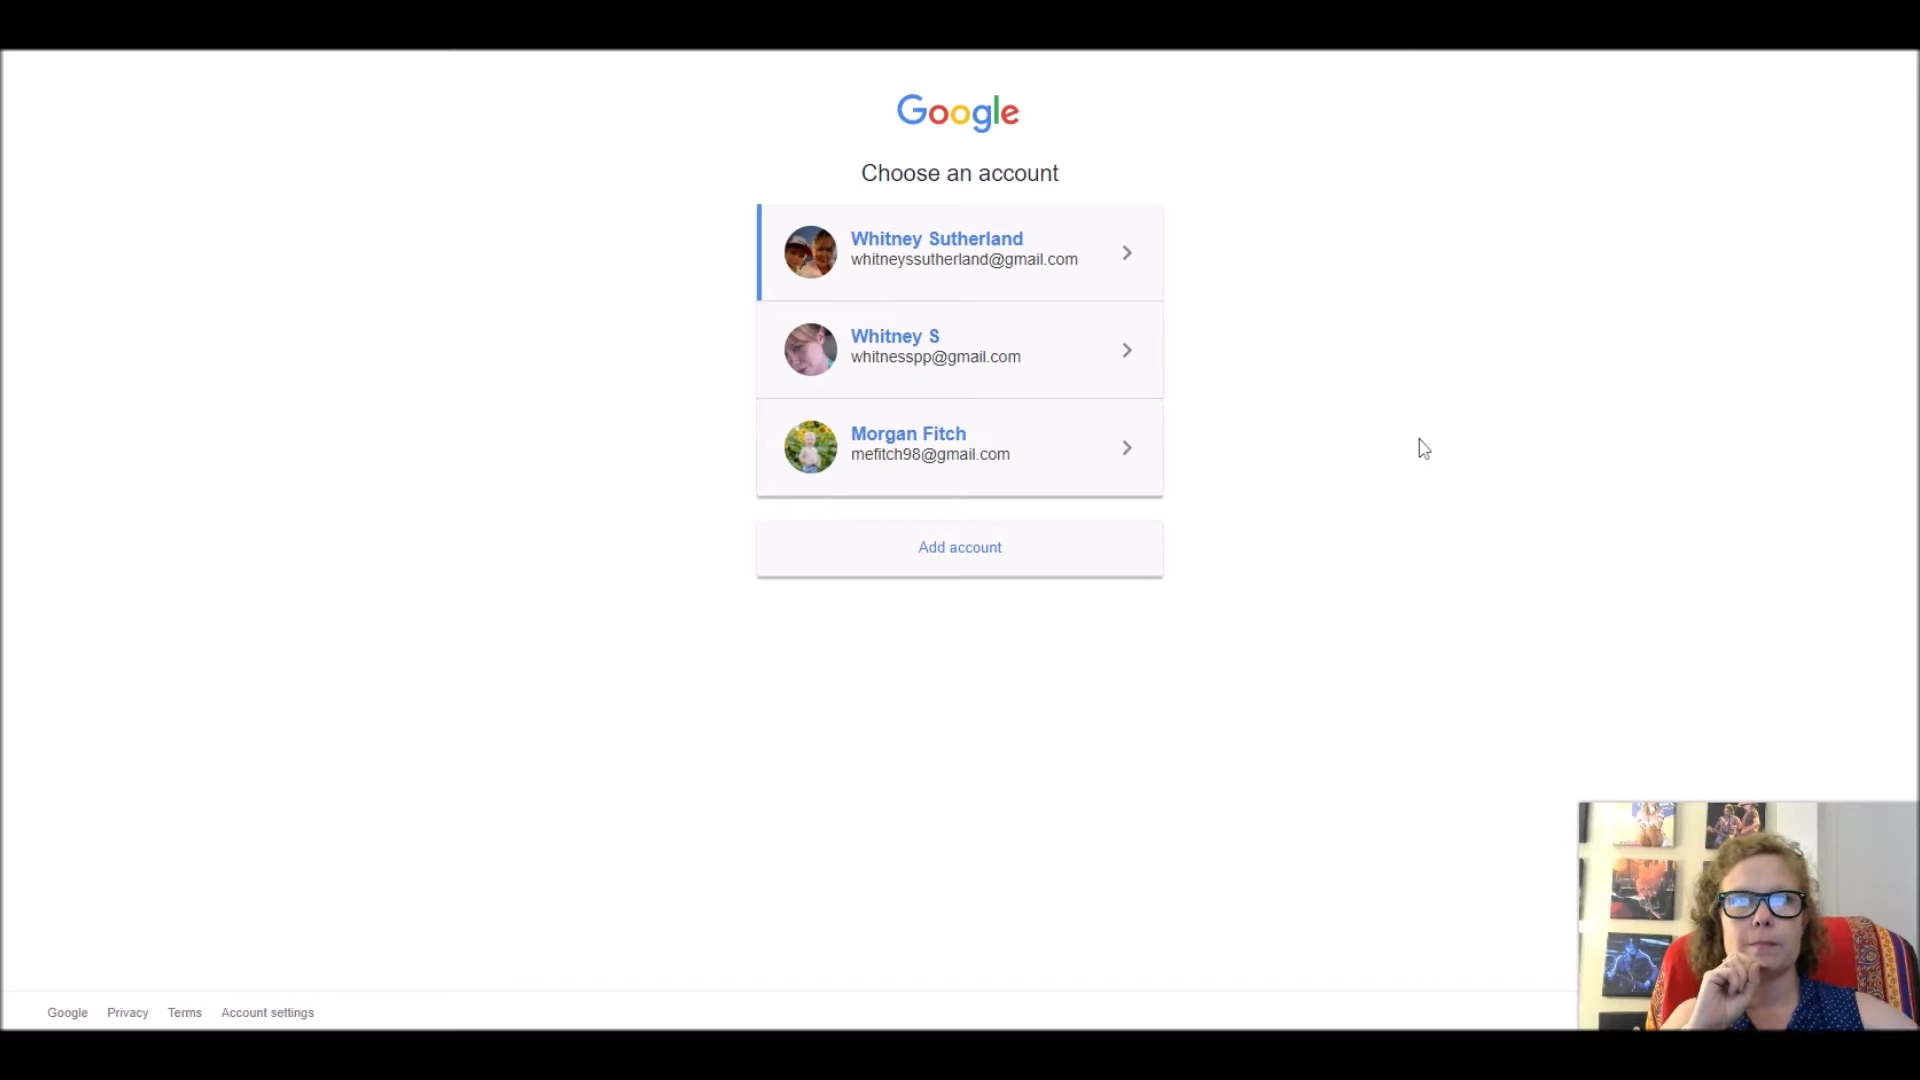 Google
Choose an account
Whitney Sutherland
whitneyssutherland@gmail.com
Whitney S
whitnesspp@gmail.com
Morgan Fitch
mefitch98@gmail.com
Add account
Google Privacy Terms Account settings